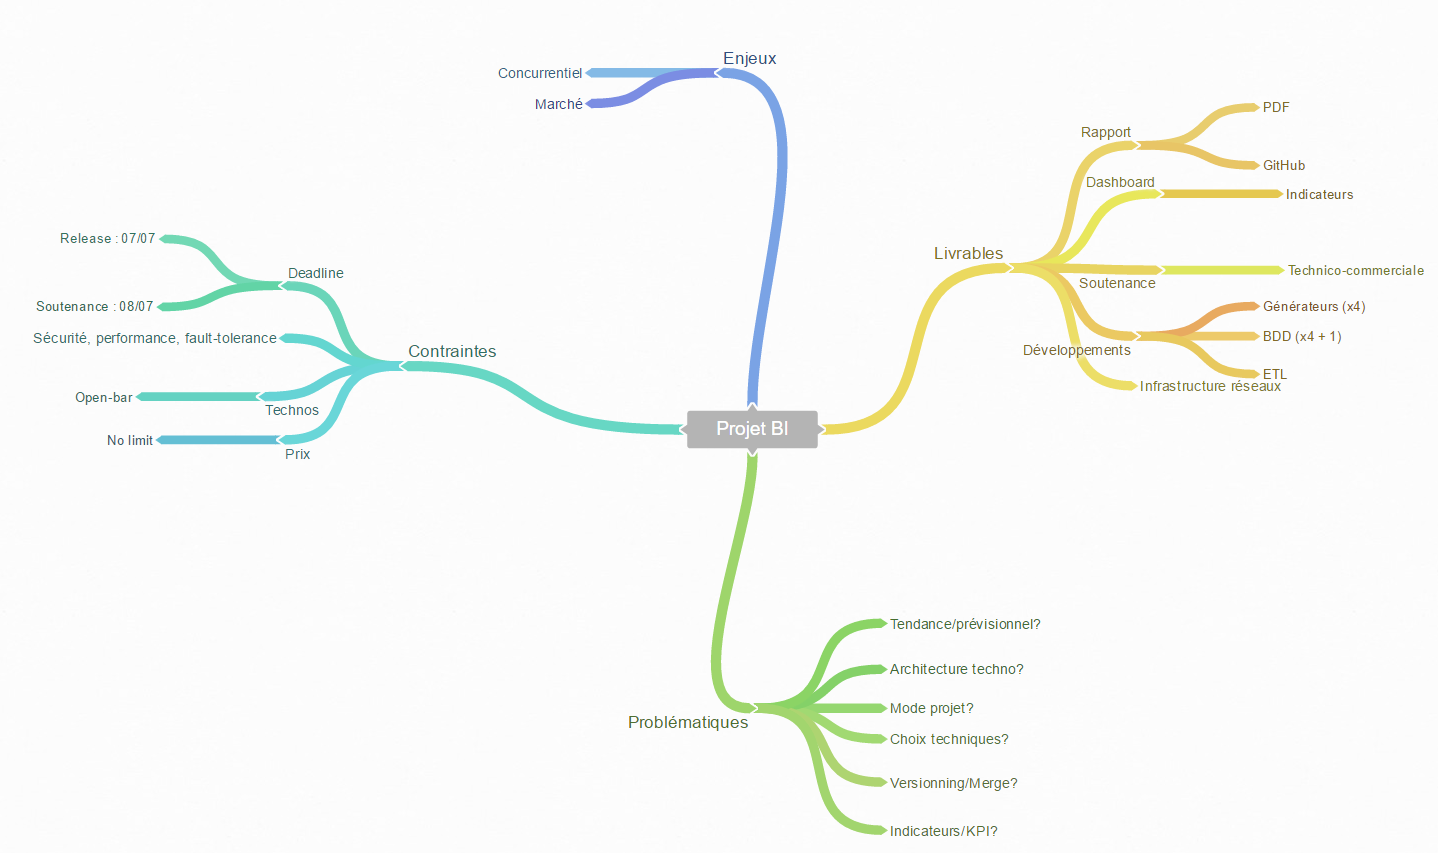 Projet BI
Enjeux
Concurrentiel
Marché
Livrables
Rapport
PDF
GitHub
Dashboard
Indicateurs
Soutenance
Technico-commerciale
Développements
Générateurs (x4)
BDD (x4 + 1)
ETL
Infrastructure réseaux
Contraintes
Deadline
Release : 07/07
Soutenance : 08/07
Sécurité, performance, fault-tolerance
Technos
Open-bar
Prix
No limit
Problématiques
Tendance/prévisionnel?
Architecture techno?
Mode projet?
Choix techniques?
Versionning/Merge?
Indicateurs/KPI?